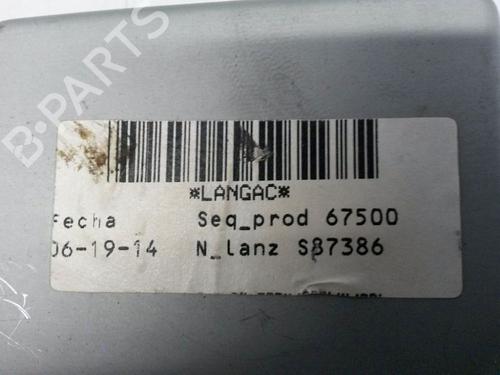 B-PARTS
*LANGAC*
Fecha Seq_prod 67500
06-19-14 N_lanz S87386